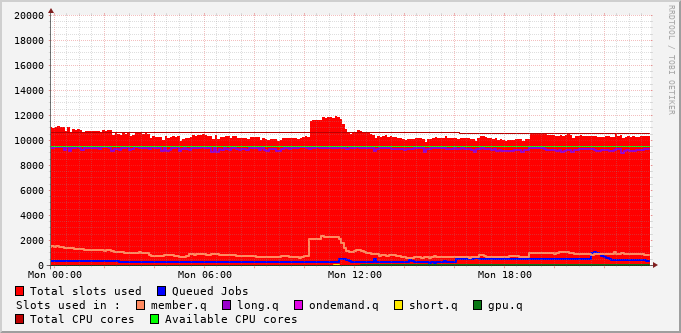 20000
18000
16000
14000
12000
10000
8000
6000
4000
2000
0
Mon 00:00 Mon 06:00 Mon 12:00 Mon 18:00
Total slots used Queued Jobs
Slots used in : member.q long.q ondemand.q short.q gpu.q
Total CPU cores Available CPU cores
RRDTOOL / TOBI OETIKER